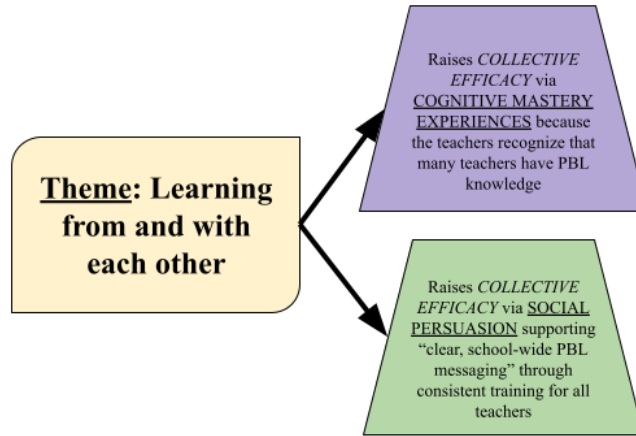 Theme: Learning
from and with
each other
Raises COLLECTIVE
EFFICACY via
COGNITIVE MASTERY
EXPERIENCES because
the teachers recognize that
many teachers have PBL
knowledge
Raises COLLECTIVE
EFFICACY via SOCIAL
PERSUASION supporting
“clear, school-wide PBL
messaging” through
consistent training for all
teachers